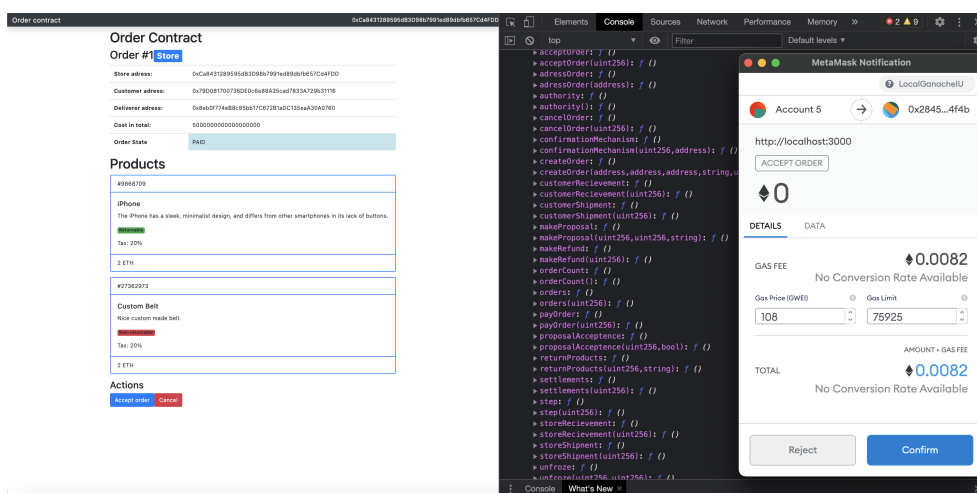 Order contract
0xCa8431289595d83D98b7991ed89dbfb657Cd4FDD
Order Contract
Order #1 Store
Store adress: 0xCa8431289595d83D98b7991ed89dbfb657Cd4FDD
Customer adress: 0x79D081700736DE0c6e88A25cad7833A729b31116
Deliverer adress: 0x8eb0f774eB8c85bb17C672B1aDC135eaA30A0760
Cost in total: 5000000000000000000
Order State PAID
Products
#9868709
iPhone
The iPhone has a sleek, minimalist design, and differs from other smartphones in its lack of buttons.
Returnable
Tax: 20%
2 ETH
#27362973
Custom Belt
Nice custom made belt.
Non-returnable
Tax: 20%
2 ETH
Actions
Accept order Cancel
Elements Console Sources Network Performance Memory » 2 9
top Filter Default levels
acceptOrder: ƒ ()
acceptOrder(uint256): ƒ ()
adressOrder: ƒ ()
adressOrder(address): ƒ ()
authority: ƒ ()
authority(): ƒ ()
cancelOrder: ƒ ()
cancelOrder(uint256): ƒ ()
confirmationMechanism: ƒ ()
confirmationMechanism(uint256,address): ƒ ()
createOrder: ƒ ()
createOrder(address,address,address,string,u
customerRecievement: ƒ ()
customerRecievement(uint256): ƒ ()
customerShipment: ƒ ()
customerShipment(uint256): ƒ ()
makeProposal: ƒ ()
makeProposal(uint256,uint256,string): ƒ ()
makeRefund: ƒ ()
makeRefund(uint256): ƒ ()
orderCount: ƒ ()
orderCount(): ƒ ()
orders: ƒ ()
orders(uint256): ƒ ()
payOrder: ƒ ()
payOrder(uint256): ƒ ()
proposalAcceptence: ƒ ()
proposalAcceptence(uint256,bool): ƒ ()
returnProducts: ƒ ()
returnProducts(uint256,string): ƒ ()
settlements: ƒ ()
settlements(uint256): ƒ ()
step: ƒ ()
step(uint256): ƒ ()
storeRecievement: ƒ ()
storeRecievement(uint256): ƒ ()
storeShipnent: ƒ ()
storeShipnent(uint256): ƒ ()
unfroze: ƒ ()
unfroze(uint256,uint256): ƒ ()
Console What's New ×
MetaMask Notification
LocalGanacheIU
Account 5 0x2845...4f4b
http://localhost:3000
ACCEPT ORDER
0
DETAILS DATA
GAS FEE 0.0082
No Conversion Rate Available
Gas Price (GWEI) Gas Limit
108 75925
AMOUNT + GAS FEE
TOTAL 0.0082
No Conversion Rate Available
Reject Confirm